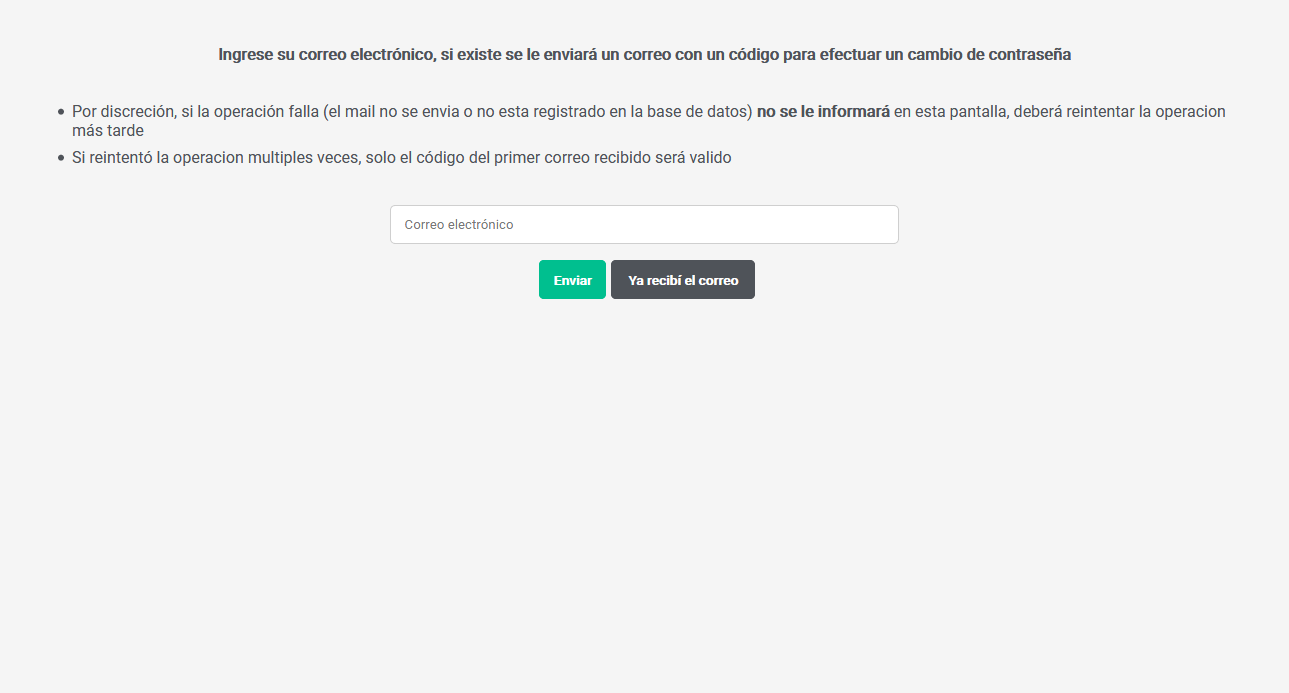 Ingrese su correo electrónico, si existe se le enviará un correo con un código para efectuar un cambio de contraseña
Por discreción, si la operación falla (el mail no se envia o no esta registrado en la base de datos) no se le informará en esta pantalla, deberá reintentar la operacion
más tarde
Si reintentó la operacion multiples veces, solo el código del primer correo recibido será valido
Correo electrónico
Enviar
Ya recibí el correo